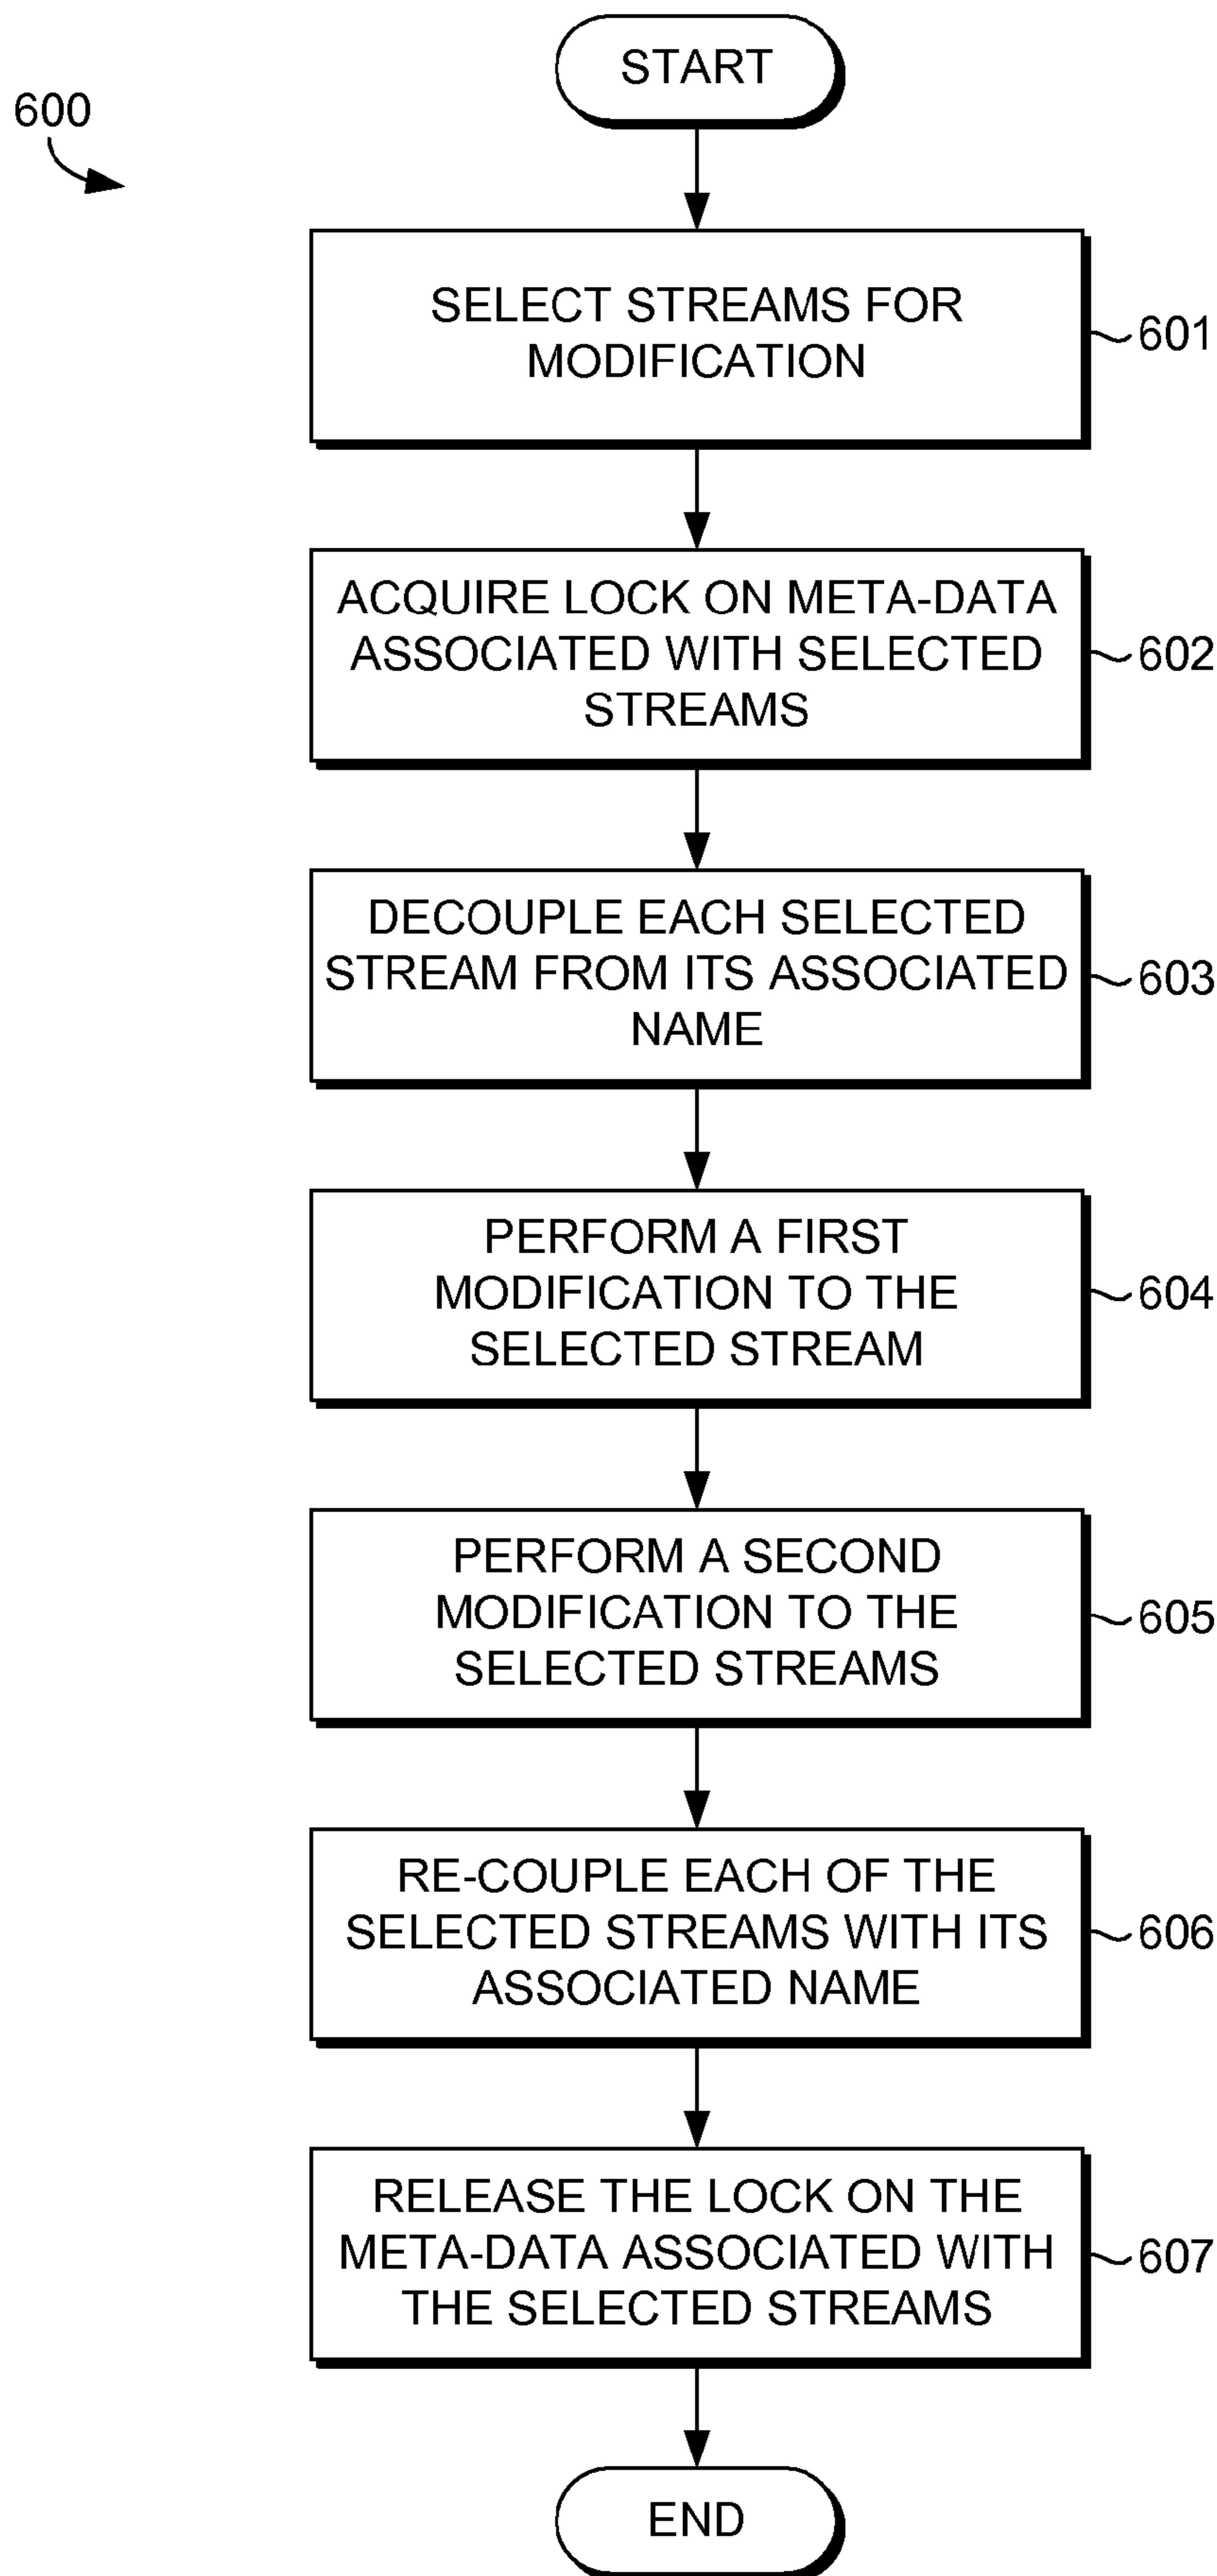 START
600
SELECT STREAMS FOR
MODIFICATION
601
ACQUIRE LOCK ON META-DATA
ASSOCIATED WITH SELECTED
STREAMS
602
DECOUPLE EACH SELECTED
STREAM FROM ITS ASSOCIATED
NAME
603
PERFORM A FIRST
MODIFICATION TO THE
SELECTED STREAM
604
PERFORM A SECOND
MODIFICATION TO THE
SELECTED STREAMS
605
RE-COUPLE EACH OF THE
SELECTED STREAMS WITH ITS
ASSOCIATED NAME
606
RELEASE THE LOCK ON THE
META-DATA ASSOCIATED WITH
THE SELECTED STREAMS
607
END